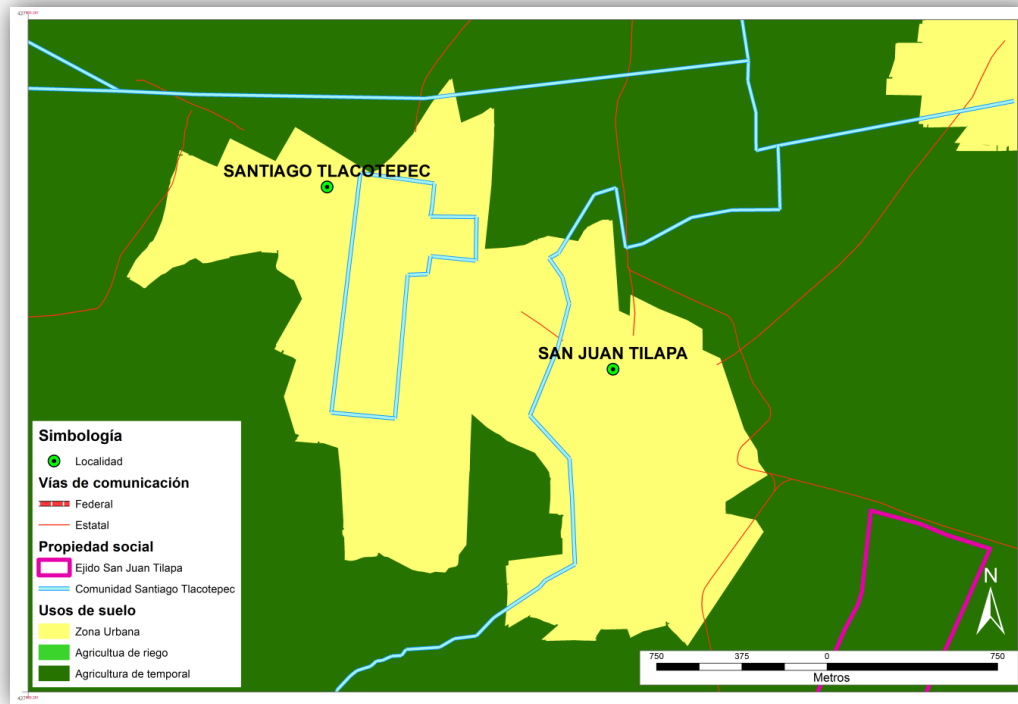 SANTIAGO TLACOTEPEC
SAN JUAN TILAPA
Simbología
Localidad
Vías de comunicación
Federal
Estatal
Propiedad social
Ejido San Juan Tilapa
Comunidad Santiago Tlacotepec
Usos de suelo
Zona Urbana
Agricultua de riego
Agricultura de temporal
N
750 375 0 750
Metros